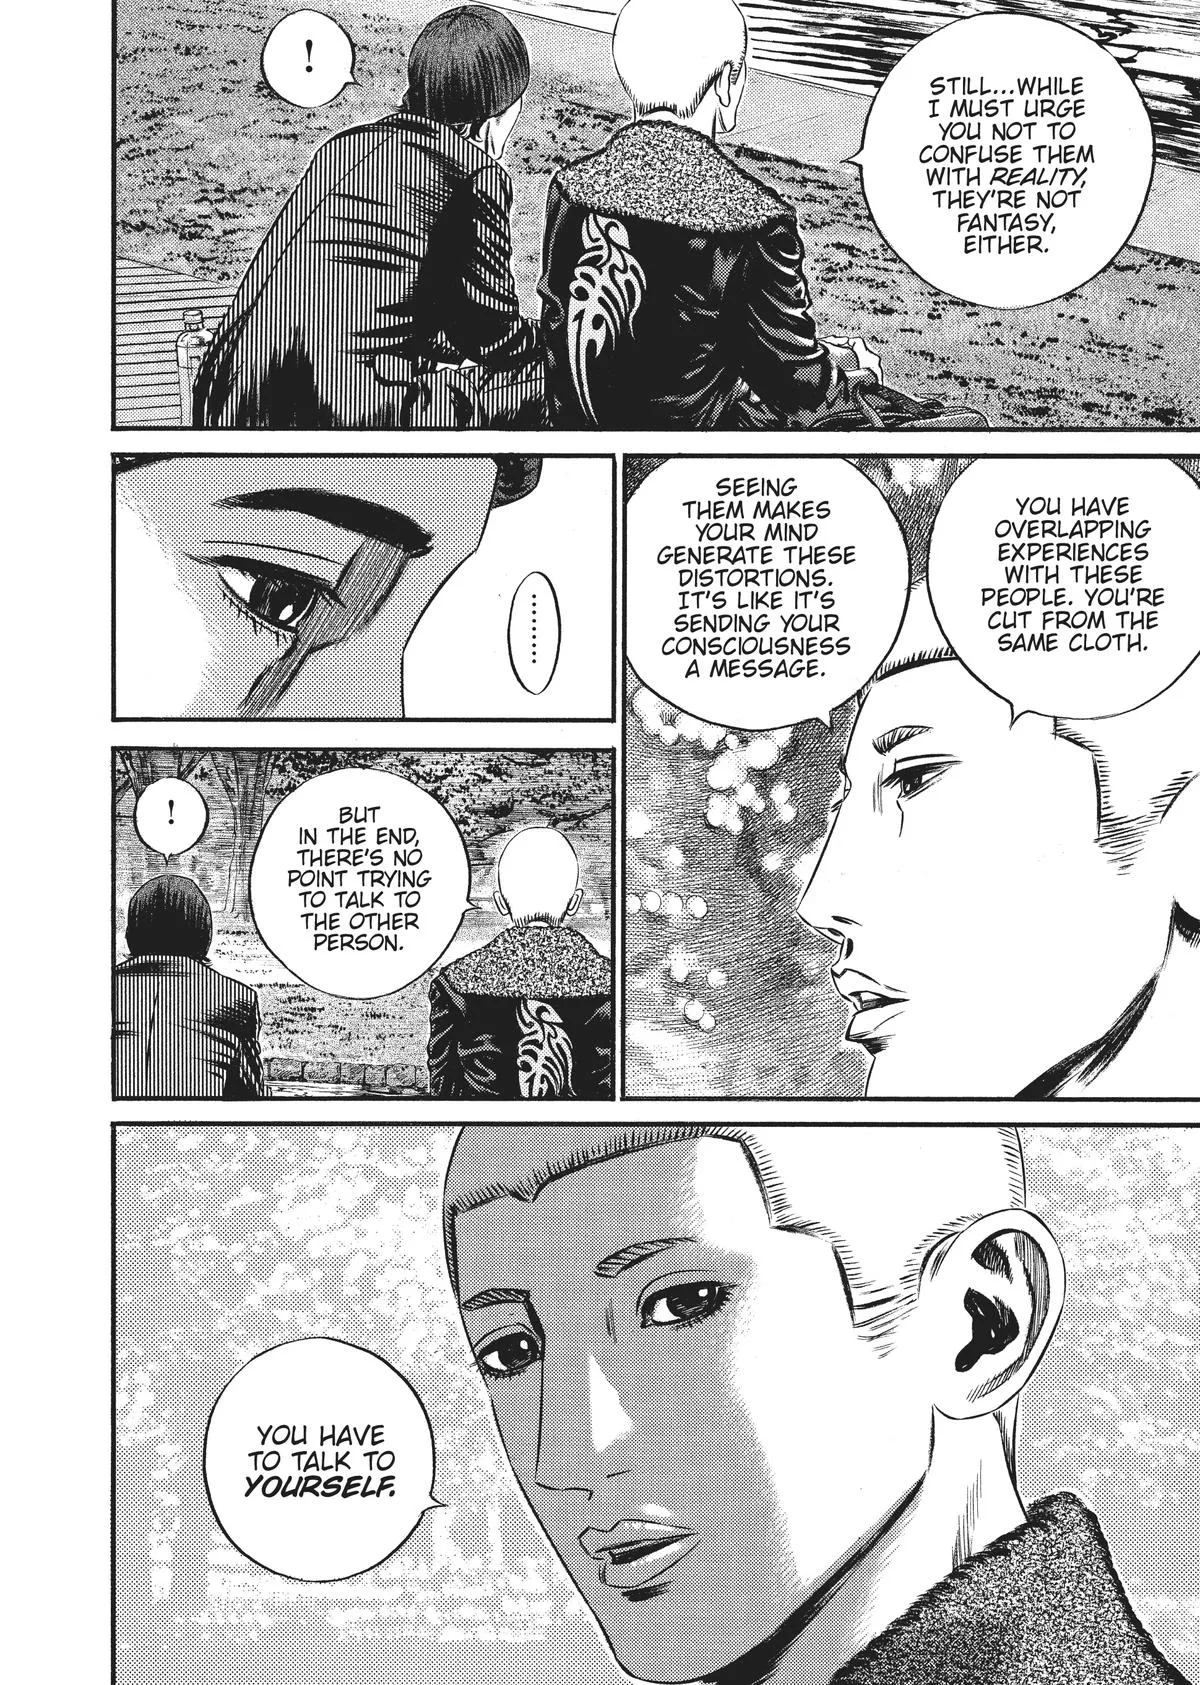 STILL...WHILE
I MUST URGE
YOU NOT TO
CONFUSE THEM
WITH REALITY,
THEY'RE NOT
FANTASY,
EITHER.
!
YOU HAVE
OVERLAPPING
EXPERIENCES
WITH THESE
PEOPLE. YOU'RE
CUT FROM THE
SAME CLOTH.
SEEING
THEM MAKES
YOUR MIND
GENERATE THESE
DISTORTIONS.
IT'S LIKE IT'S
SENDING YOUR
CONSCIOUSNESS
A MESSAGE.
.........
BUT
IN THE END,
THERE'S NO
POINT TRYING
TO TALK TO
THE OTHER
PERSON.
!
YOU HAVE
TO TALK TO
YOURSELF.